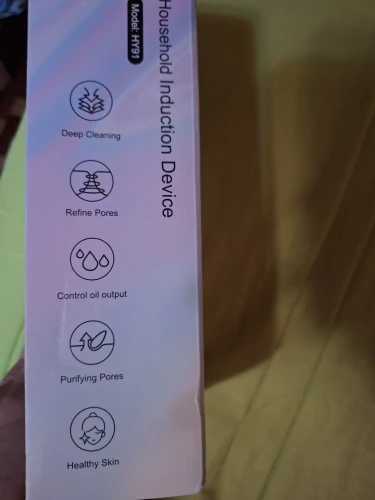 Household Induction Device
Model: HY91
Deep Cleaning
Refine Pores
Control oil output
Purifying Pores
Healthy Skin